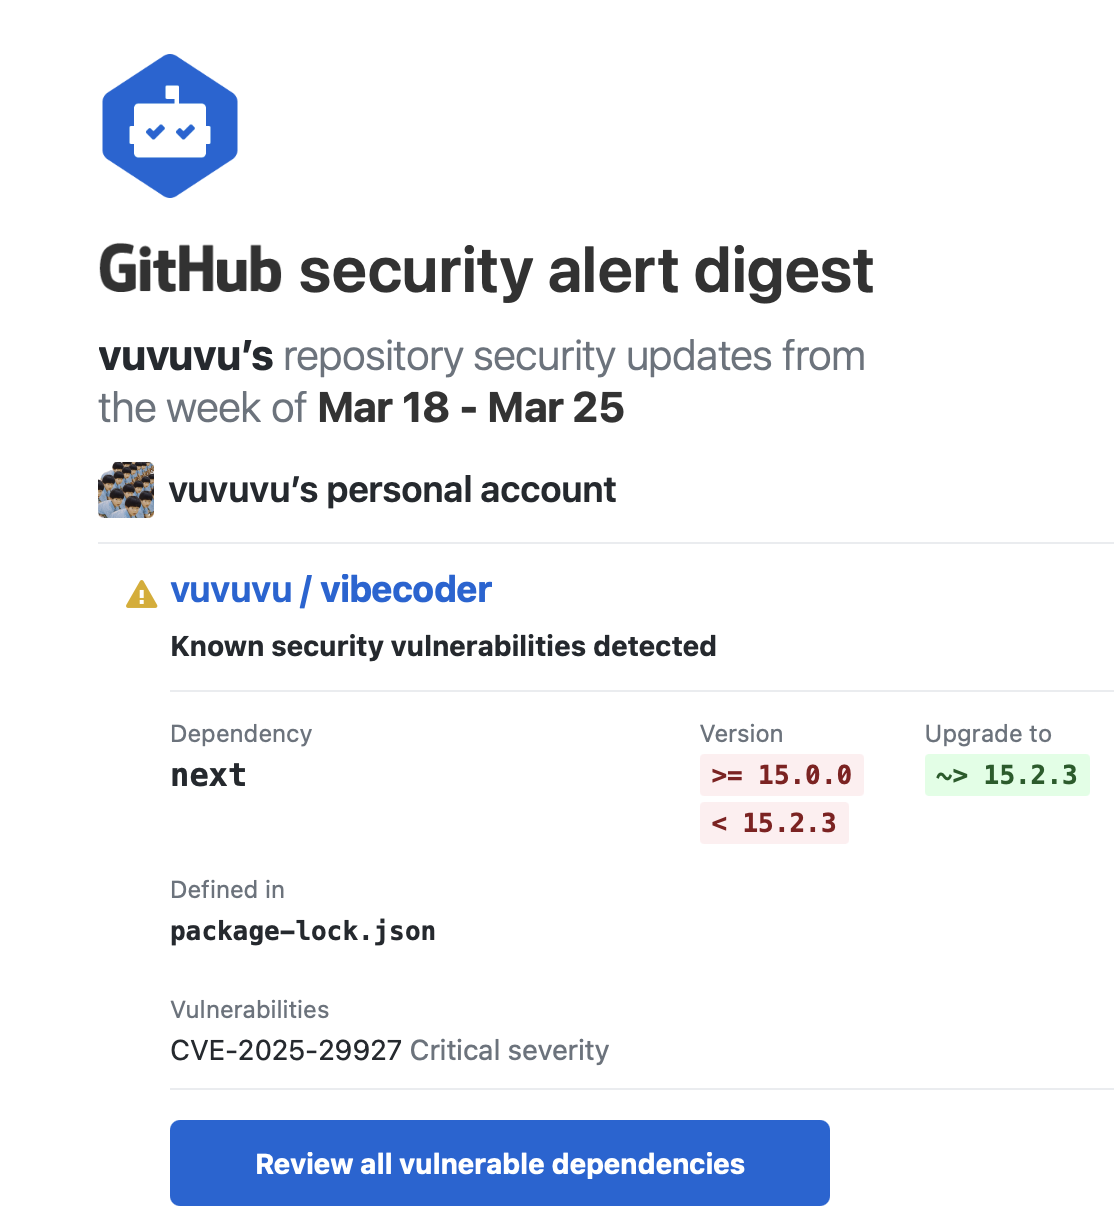 GitHub security alert digest
vuvuvu’s repository security updates from
the week of Mar 18 - Mar 25
vuvuvu’s personal account
vuvuvu / vibecoder
Known security vulnerabilities detected
Dependency Version Upgrade to
next >= 15.0.0 ~> 15.2.3
< 15.2.3
Defined in
package-lock.json
Vulnerabilities
CVE-2025-29927 Critical severity
Review all vulnerable dependencies